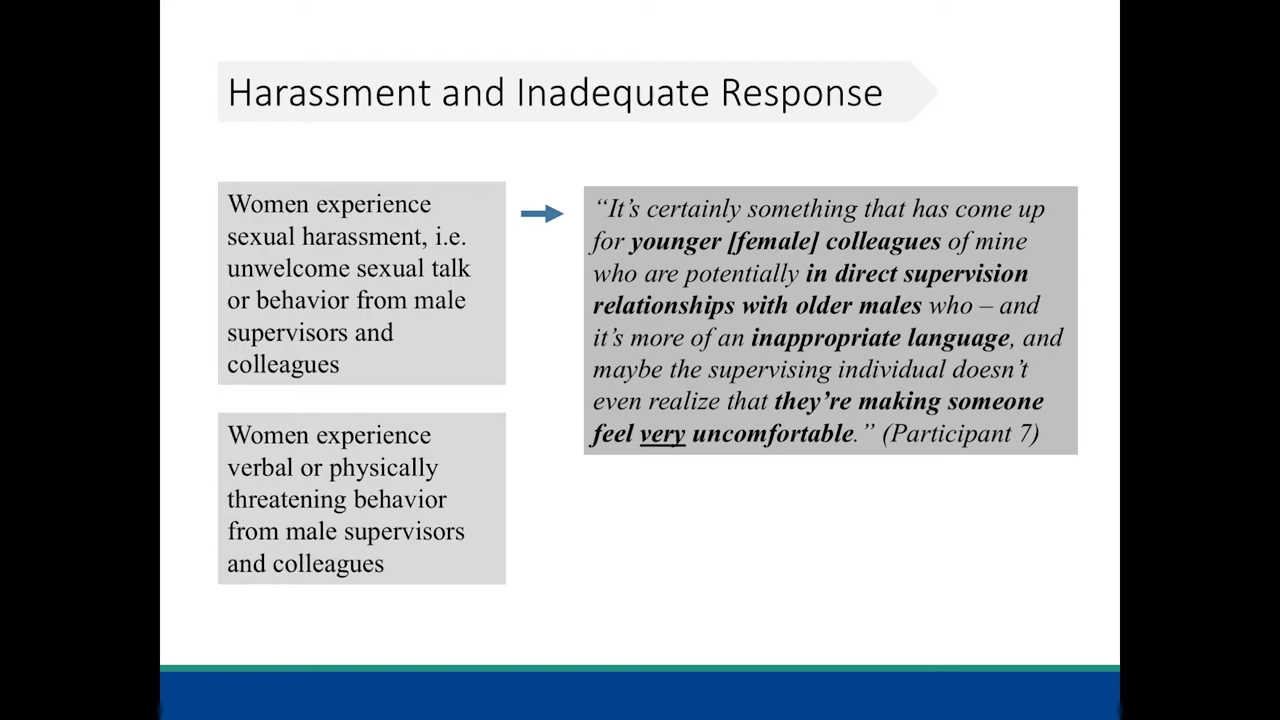 Harassment and Inadequate Response
Women experience
sexual harassment, i.e.
unwelcome sexual talk
or behavior from male
supervisors and
colleagues
“It’s certainly something that has come up
for younger [female] colleagues of mine
who are potentially in direct supervision
relationships with older males who – and
it’s more of an inappropriate language, and
maybe the supervising individual doesn’t
even realize that they’re making someone
feel very uncomfortable.” (Participant 7)
Women experience
verbal or physically
threatening behavior
from male supervisors
and colleagues